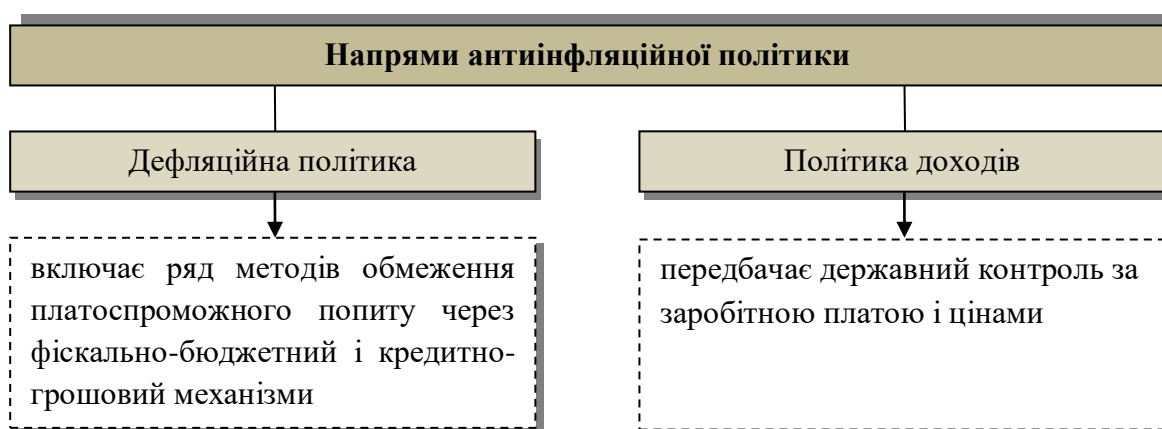 Напрями антиінфляційної політики
Дефляційна політика
включає ряд методів обмеження
платоспроможного попиту через
фіскально-бюджетний і кредитно-
грошовий механізми
Політика доходів
передбачає державний контроль за
заробітною платою і цінами